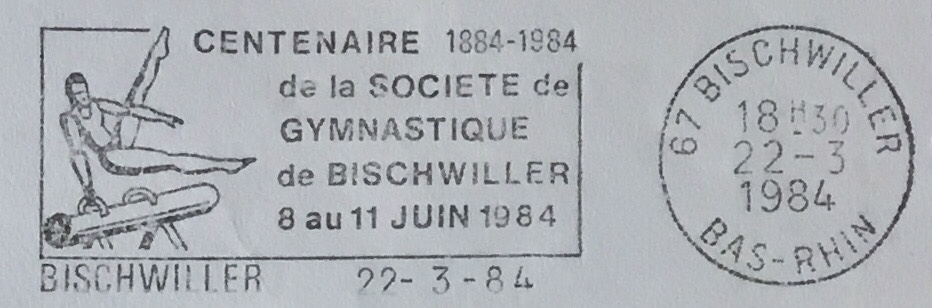 CENTENAIRE 1884-1984
de la SOCIETE de
GYMNASTIQUE
de BISCHWILLER
8 au 11 JUIN 1984
BISCHWILLER 22-3-84
67 BISCHWILLER
18H30
22-3
1984
BAS-RHIN